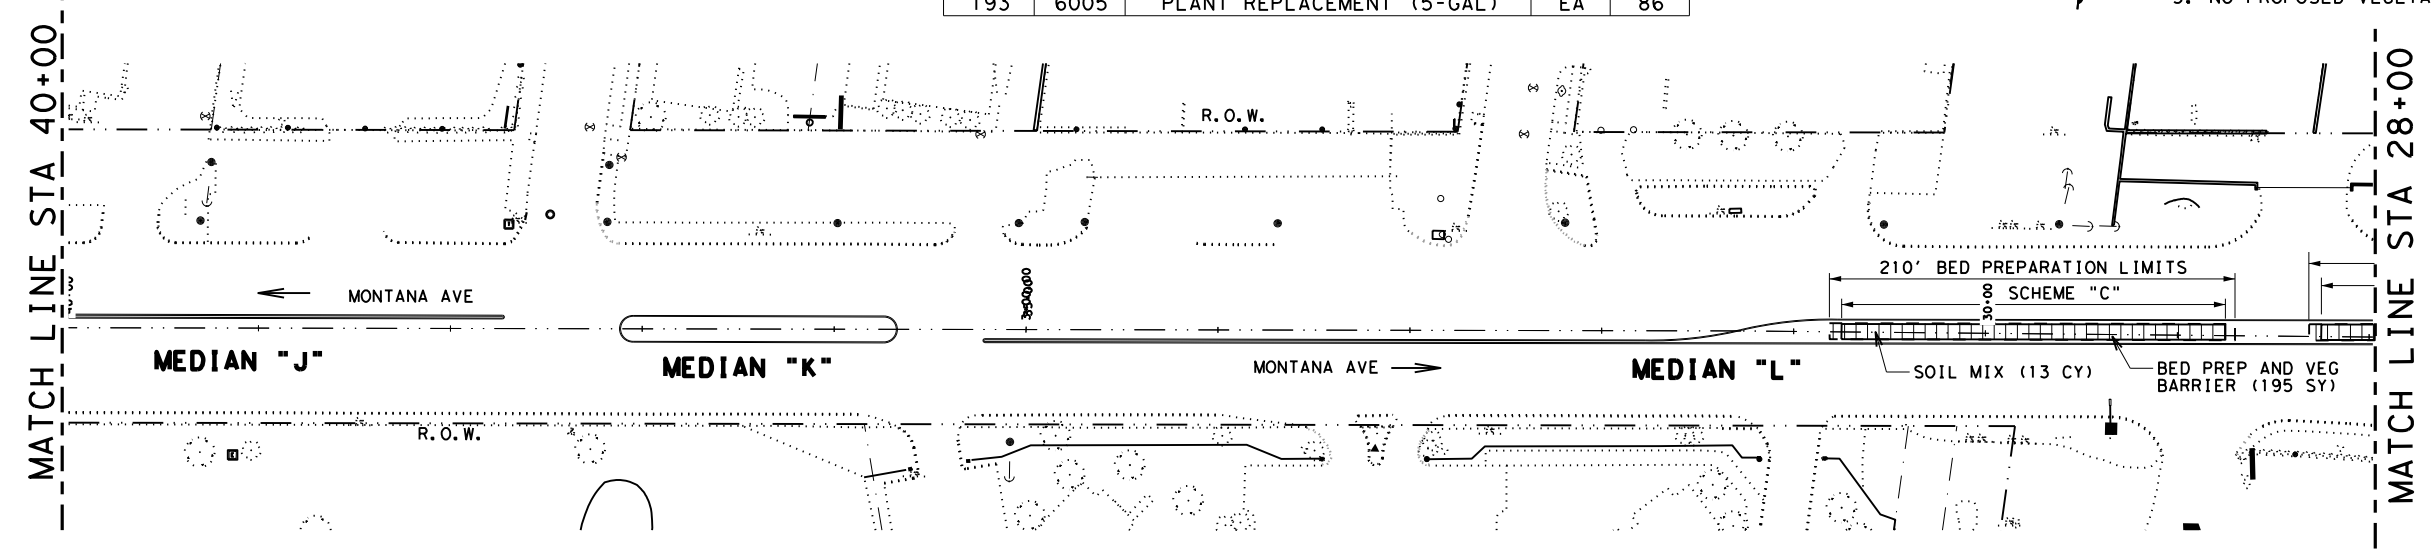 193 6005 PLANT REPLACEMENT (5-GAL) EA 86
MATCH LINE STA 40+00
R.O.W.
MONTANA AVE
MEDIAN "J"
MEDIAN "K"
MONTANA AVE
MEDIAN "L"
210' BED PREPARATION LIMITS
SCHEME "C"
30+00
SOIL MIX (13 CY)
BED PREP AND VEG
BARRIER (195 SY)
R.O.W.
MATCH LINE STA 28+00